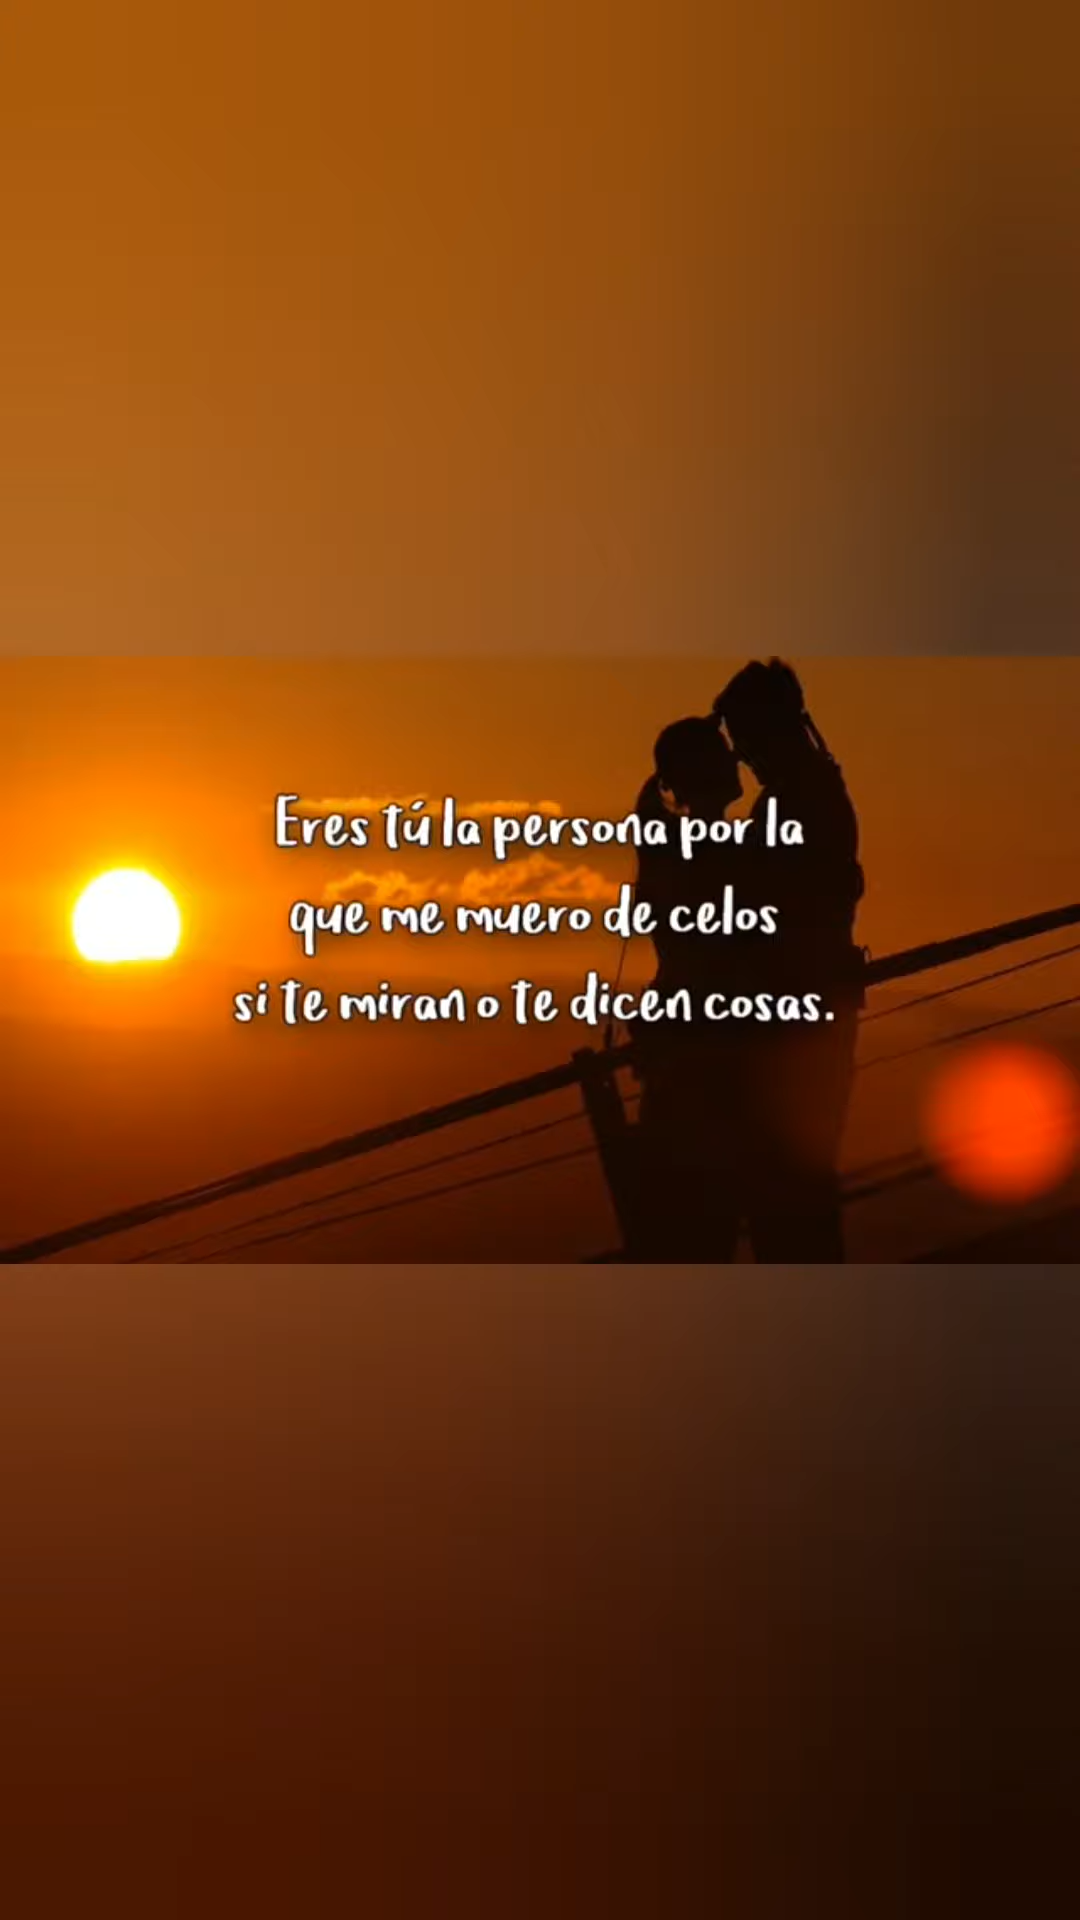 Eres tú la persona por la
que me muero de celos
si te miran o te dicen cosas.